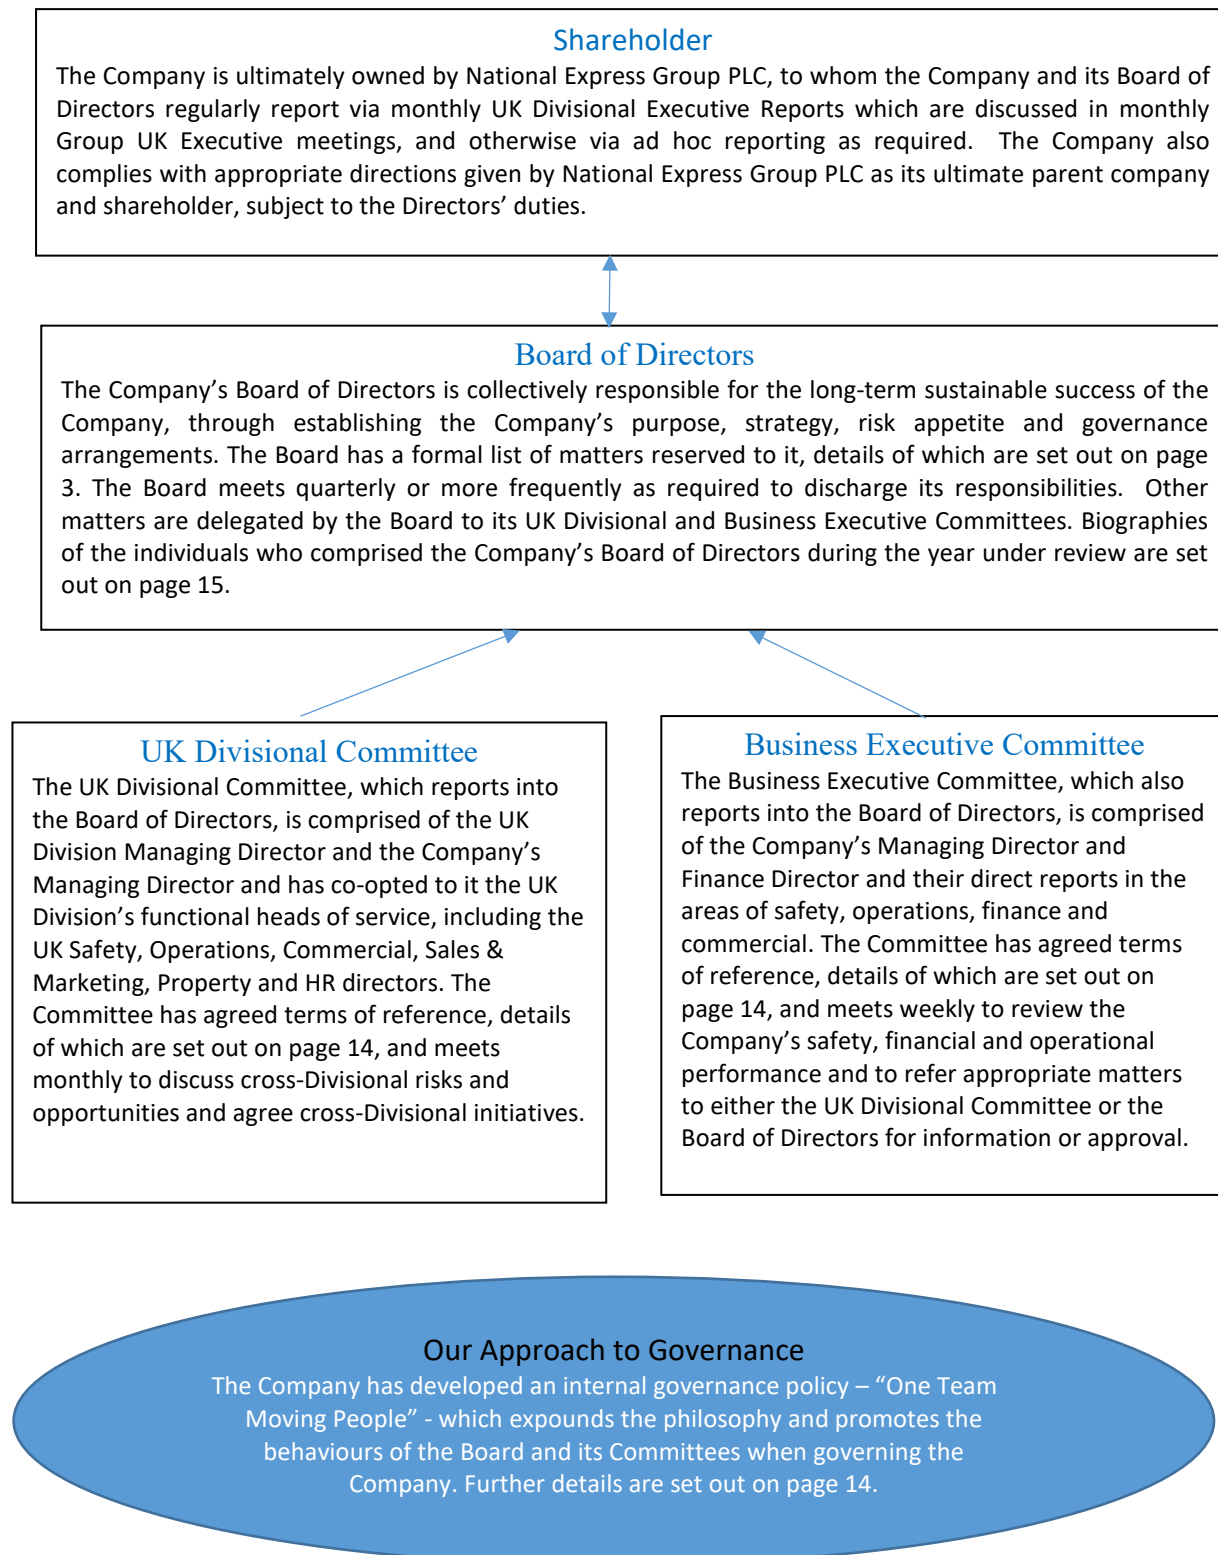 Shareholder
The Company is ultimately owned by National Express Group PLC, to whom the Company and its Board of
Directors regularly report via monthly UK Divisional Executive Reports which are discussed in monthly
Group UK Executive meetings, and otherwise via ad hoc reporting as required.  The Company also
complies with appropriate directions given by National Express Group PLC as its ultimate parent company
and shareholder, subject to the Directors’ duties.
Board of Directors
The Company’s Board of Directors is collectively responsible for the long-term sustainable success of the
Company, through establishing the Company’s purpose, strategy, risk appetite and governance
arrangements. The Board has a formal list of matters reserved to it, details of which are set out on page
3. The Board meets quarterly or more frequently as required to discharge its responsibilities.  Other
matters are delegated by the Board to its UK Divisional and Business Executive Committees. Biographies
of the individuals who comprised the Company’s Board of Directors during the year under review are set
out on page 15.
UK Divisional Committee
The UK Divisional Committee, which reports into
the Board of Directors, is comprised of the UK
Division Managing Director and the Company’s
Managing Director and has co-opted to it the UK
Division’s functional heads of service, including the
UK Safety, Operations, Commercial, Sales &
Marketing, Property and HR directors. The
Committee has agreed terms of reference, details
of which are set out on page 14, and meets
monthly to discuss cross-Divisional risks and
opportunities and agree cross-Divisional initiatives.
Business Executive Committee
The Business Executive Committee, which also
reports into the Board of Directors, is comprised
of the Company’s Managing Director and
Finance Director and their direct reports in the
areas of safety, operations, finance and
commercial. The Committee has agreed terms
of reference, details of which are set out on
page 14, and meets weekly to review the
Company’s safety, financial and operational
performance and to refer appropriate matters
to either the UK Divisional Committee or the
Board of Directors for information or approval.
Our Approach to Governance
The Company has developed an internal governance policy – “One Team
Moving People” - which expounds the philosophy and promotes the
behaviours of the Board and its Committees when governing the
Company. Further details are set out on page 14.